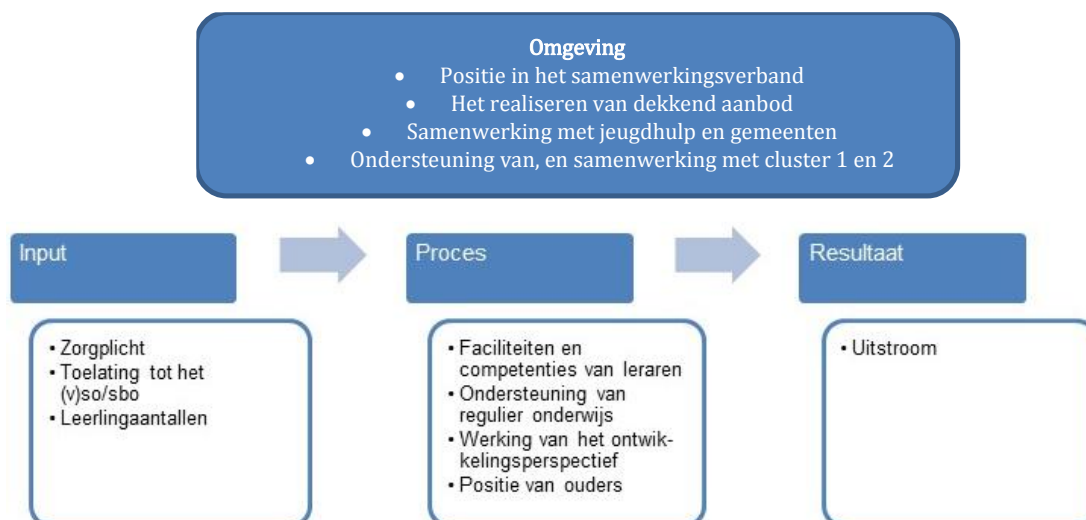 Omgeving
• Positie in het samenwerkingsverband
• Het realiseren van dekkend aanbod
• Samenwerking met jeugdhulp en gemeenten
• Ondersteuning van, en samenwerking met cluster 1 en 2
Input
• Zorgplicht
• Toelating tot het
(v)so/sbo
• Leerlingaantallen
Proces
• Faciliteiten en
competenties van leraren
• Ondersteuning van
regulier onderwijs
• Werking van het ontwik-
kelingsperspectief
• Positie van ouders
Resultaat
• Uitstroom